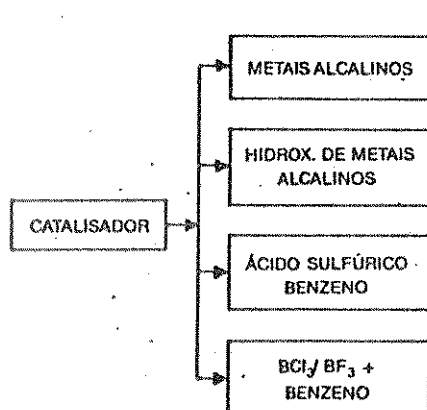 METAIS ALCALINOS
HIDROX. DE METAIS
ALCALINOS
CATALISADOR
ÁCIDO SULFÚRICO
BENZENO
BCl₃/ BF₃ +
BENZENO